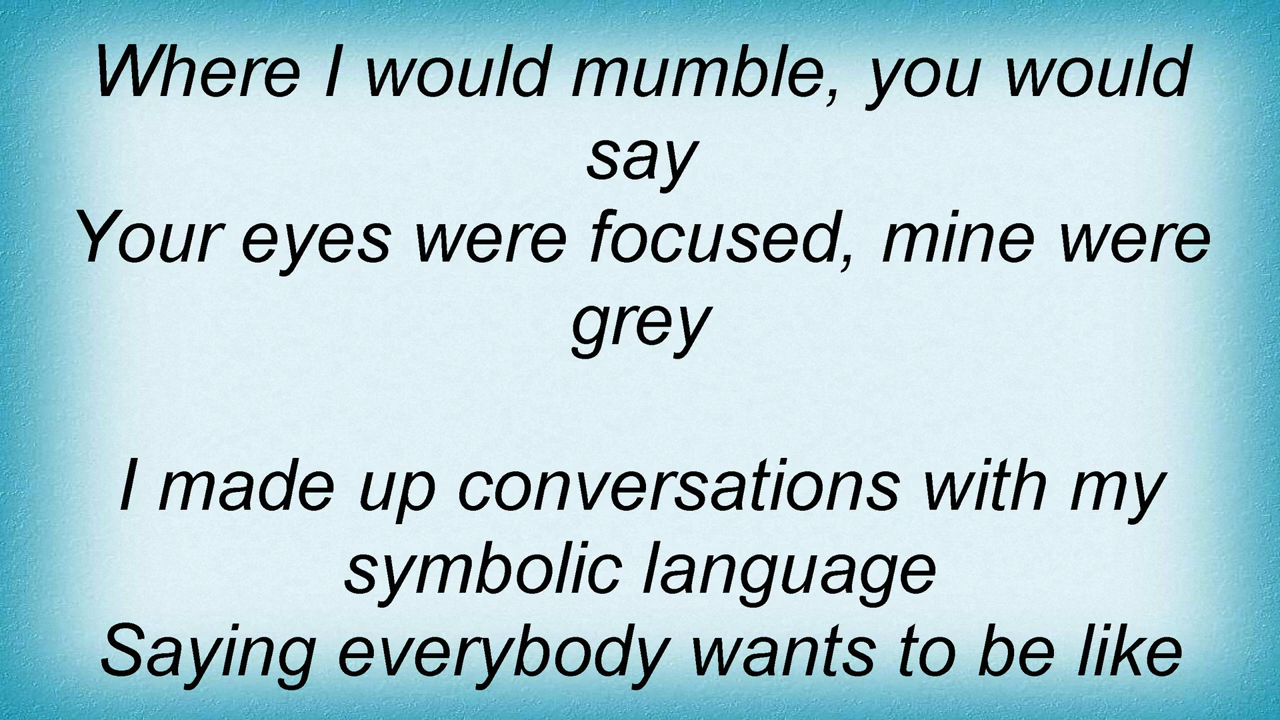 Where I would mumble, you would
say
Your eyes were focused, mine were
grey
I made up conversations with my
symbolic language
Saying everybody wants to be like